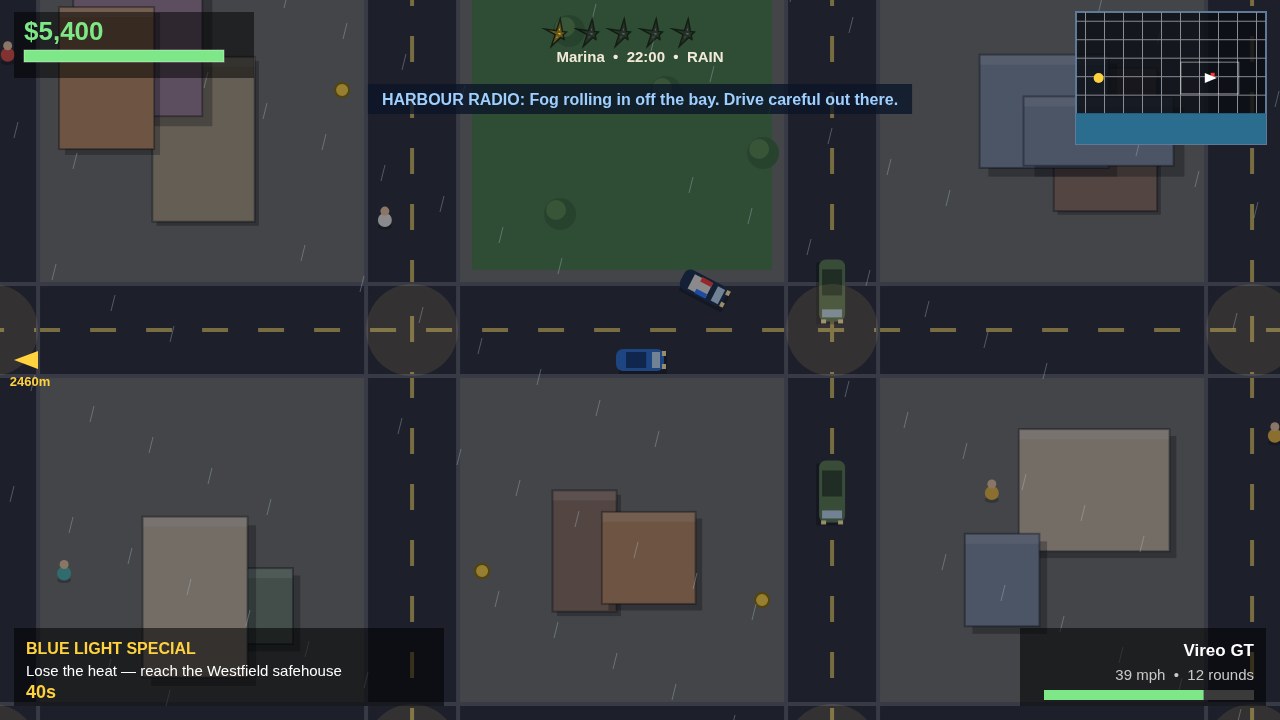 $5,400
Marina • 22:00 • RAIN
HARBOUR RADIO: Fog rolling in off the bay. Drive careful out there.
2460m
BLUE LIGHT SPECIAL
Lose the heat — reach the Westfield safehouse
40s
Vireo GT
39 mph • 12 rounds